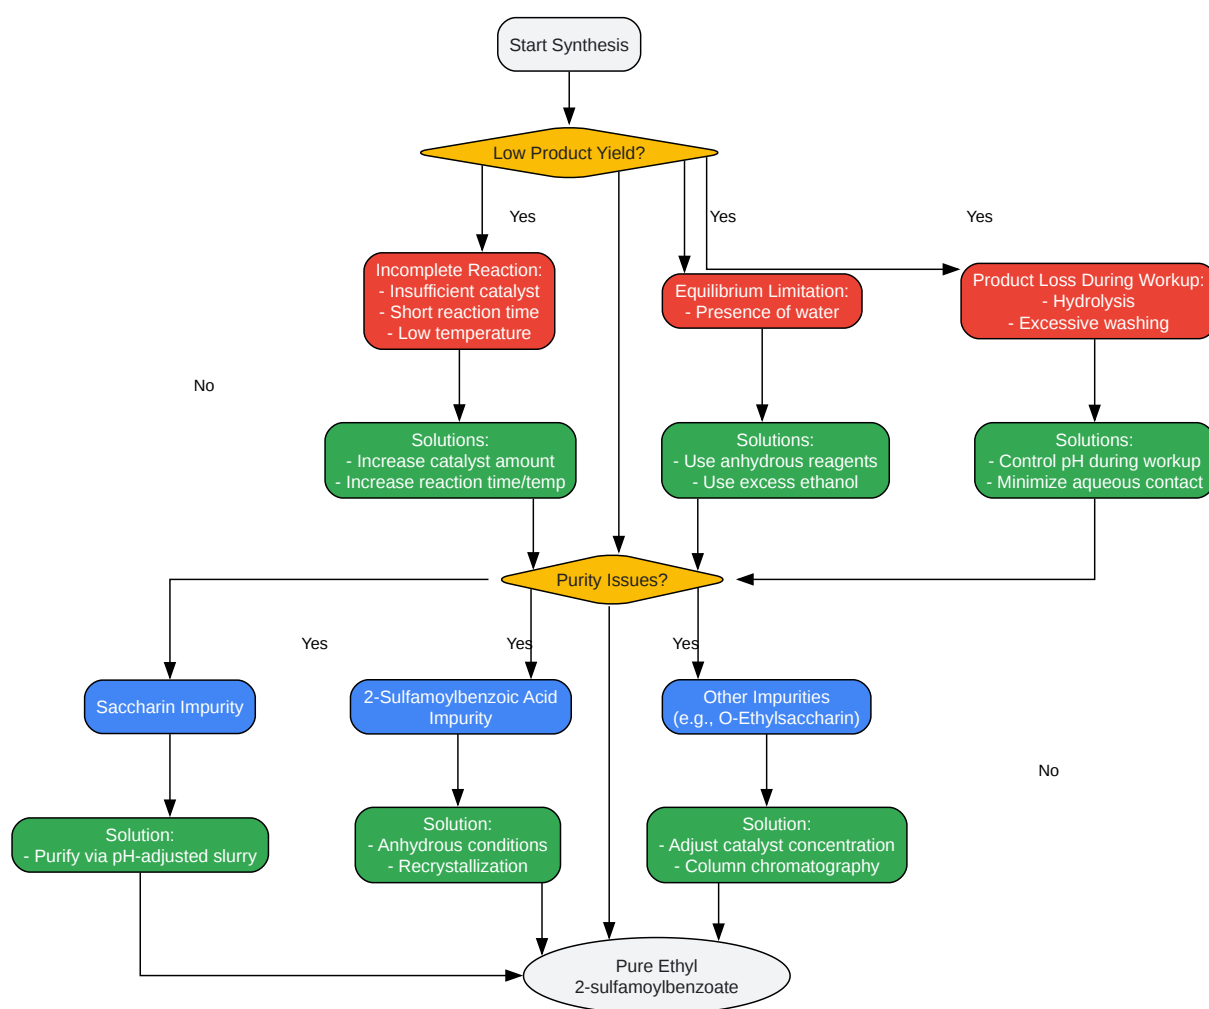 Start Synthesis
Low Product Yield?
Yes
Yes
Yes
Incomplete Reaction:
- Insufficient catalyst
- Short reaction time
- Low temperature
Equilibrium Limitation:
- Presence of water
Product Loss During Workup:
- Hydrolysis
- Excessive washing
No
Solutions:
- Increase catalyst amount
- Increase reaction time/temp
Solutions:
- Use anhydrous reagents
- Use excess ethanol
Solutions:
- Control pH during workup
- Minimize aqueous contact
Purity Issues?
Yes
Yes
Yes
Saccharin Impurity
2-Sulfamoylbenzoic Acid
Impurity
Other Impurities
(e.g., O-Ethylsaccharin)
No
Solution:
- Purify via pH-adjusted slurry
Solution:
- Anhydrous conditions
- Recrystallization
Solution:
- Adjust catalyst concentration
- Column chromatography
Pure Ethyl
2-sulfamoylbenzoate